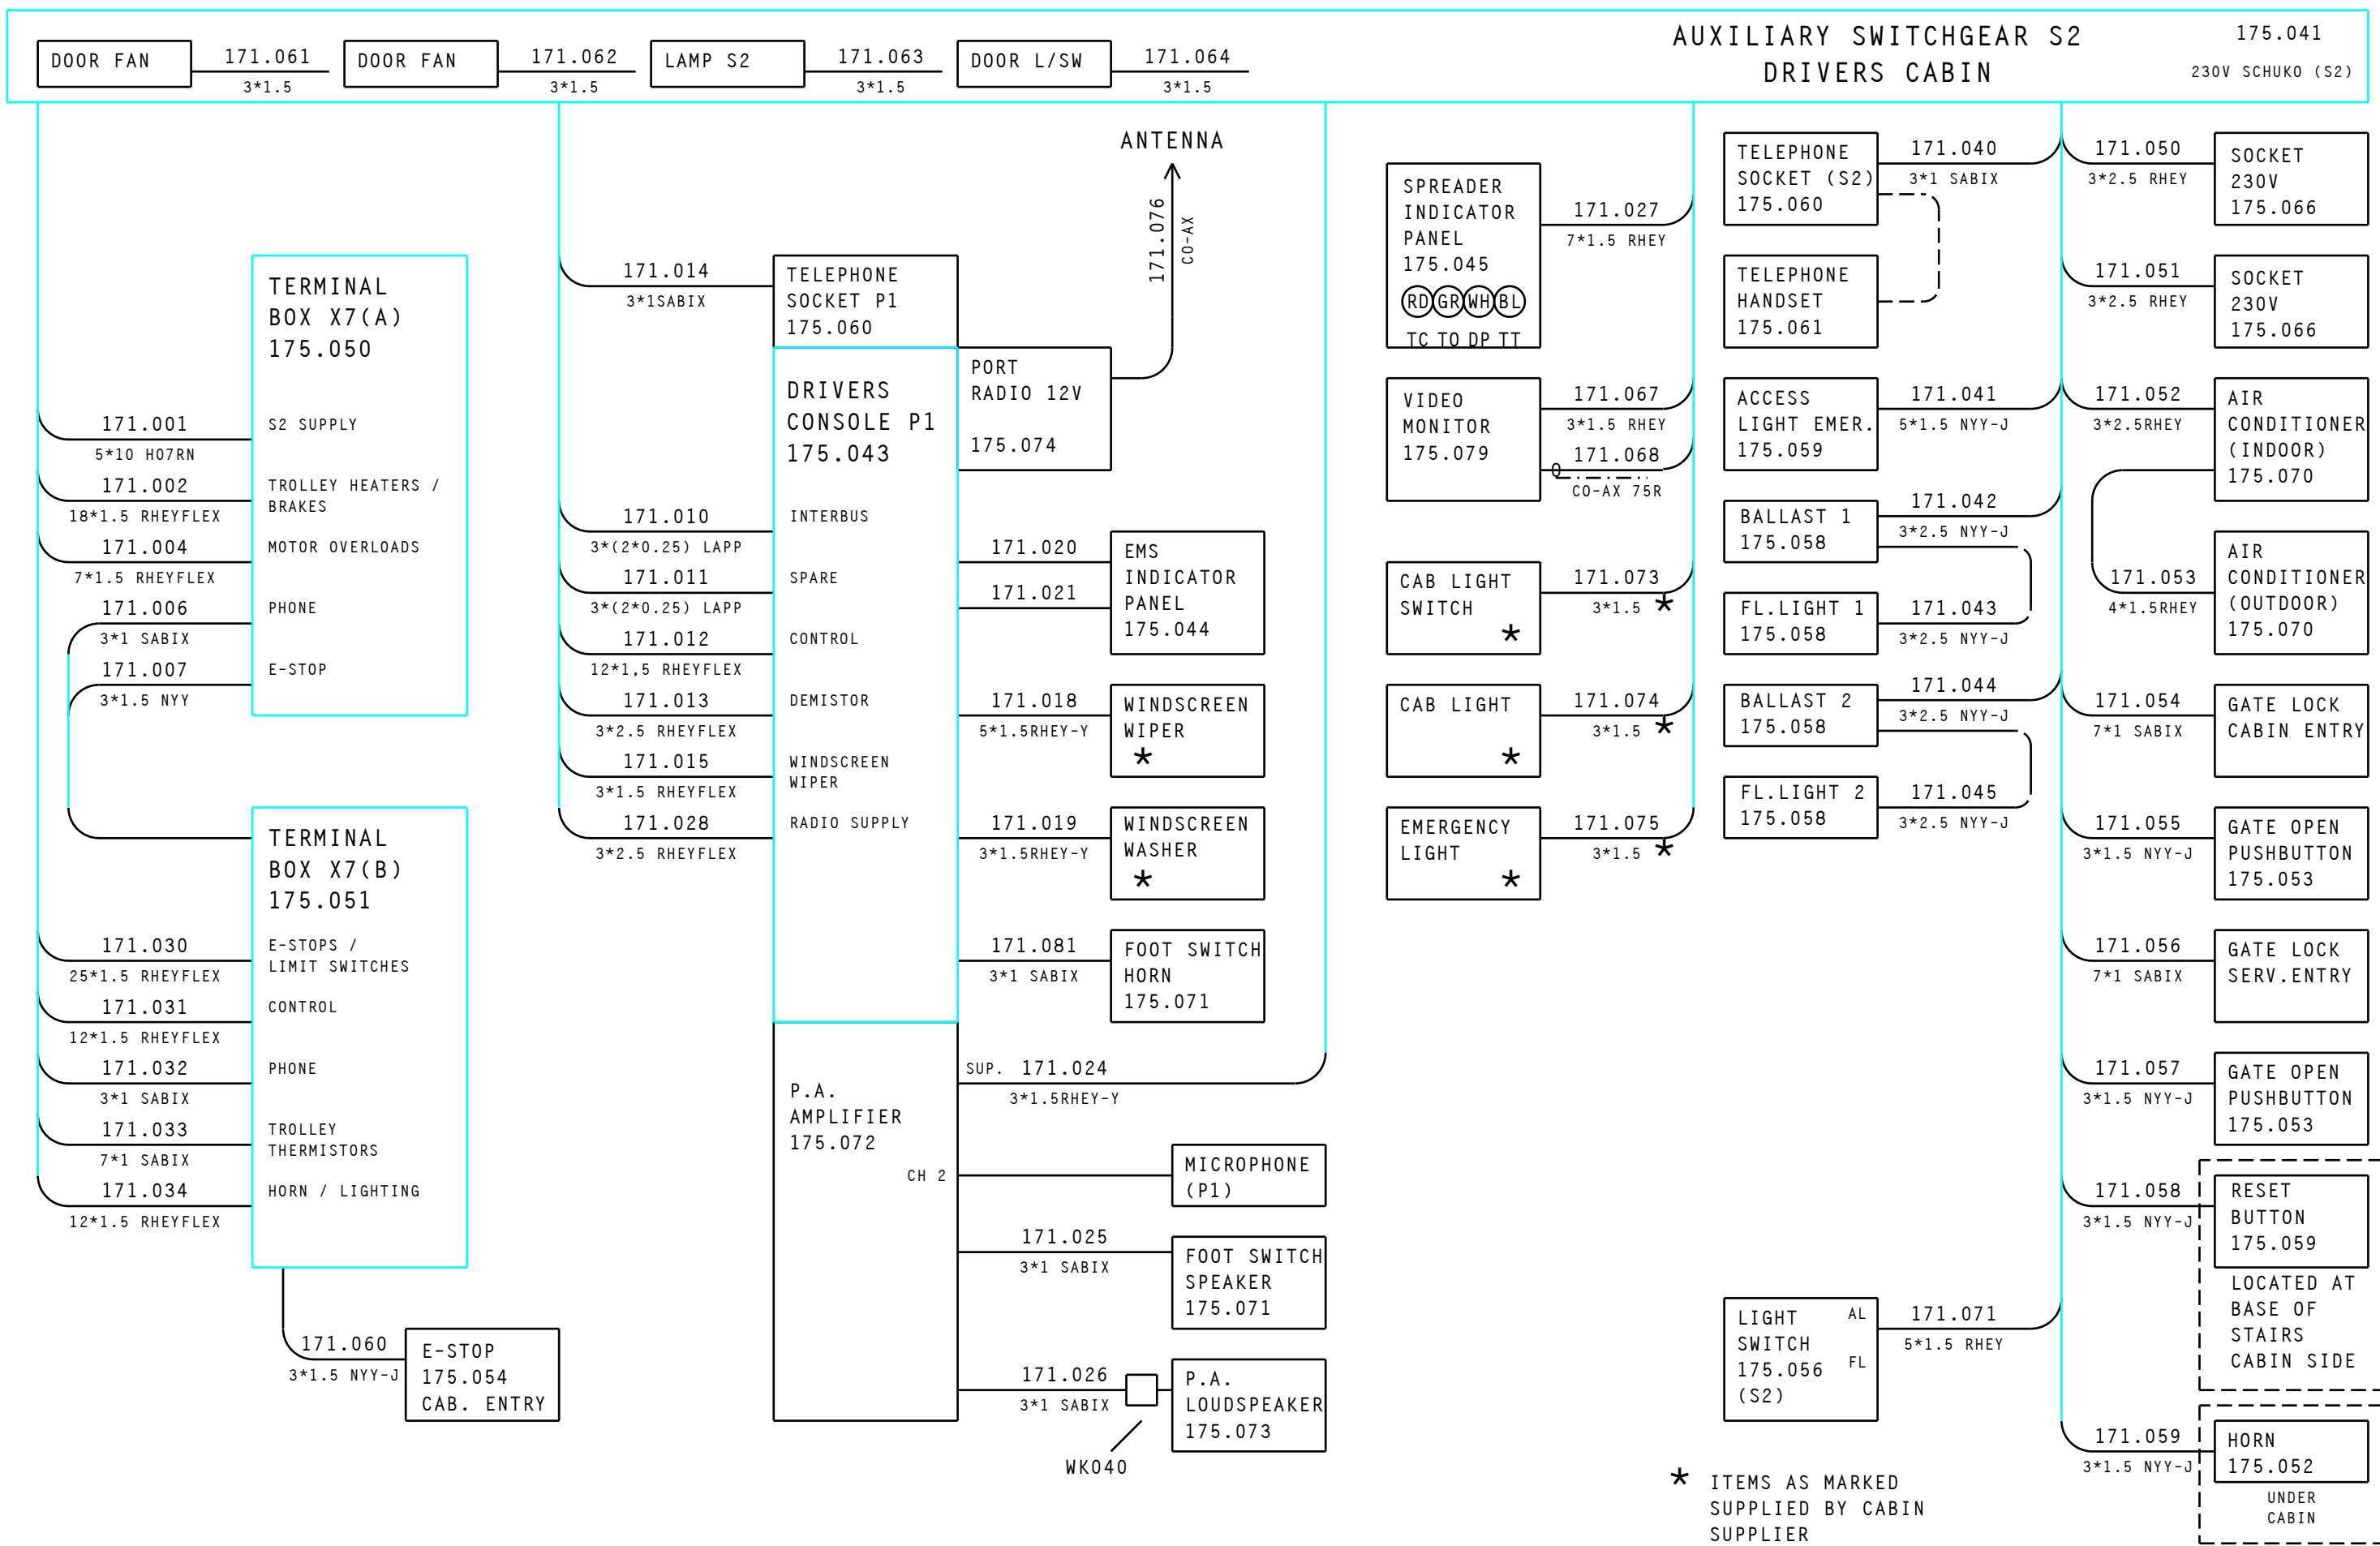 DOOR FAN
171.061
3*1.5
DOOR FAN
171.062
3*1.5
LAMP S2
171.063
3*1.5
DOOR L/SW
171.064
3*1.5
AUXILIARY SWITCHGEAR S2
DRIVERS CABIN
175.041
230V SCHUKO (S2)
TERMINAL
BOX X7(A)
175.050
171.001
5*10 H07RN
S2 SUPPLY
171.002
18*1.5 RHEYFLEX
TROLLEY HEATERS /
BRAKES
171.004
7*1.5 RHEYFLEX
MOTOR OVERLOADS
171.006
3*1 SABIX
PHONE
171.007
3*1.5 NYY
E-STOP
TERMINAL
BOX X7(B)
175.051
171.030
25*1.5 RHEYFLEX
E-STOPS /
LIMIT SWITCHES
171.031
12*1.5 RHEYFLEX
CONTROL
171.032
3*1 SABIX
PHONE
171.033
7*1 SABIX
TROLLEY
THERMISTORS
171.034
12*1.5 RHEYFLEX
HORN / LIGHTING
171.060
3*1.5 NYY-J
E-STOP
175.054
CAB. ENTRY
171.014
3*1SABIX
TELEPHONE
SOCKET P1
175.060
ANTENNA
171.076
CO-AX
PORT
RADIO 12V
175.074
DRIVERS
CONSOLE P1
175.043
171.010
3*(2*0.25) LAPP
INTERBUS
171.011
3*(2*0.25) LAPP
SPARE
171.012
12*1,5 RHEYFLEX
CONTROL
171.013
3*2.5 RHEYFLEX
DEMISTOR
171.015
3*1.5 RHEYFLEX
WINDSCREEN
WIPER
171.028
3*2.5 RHEYFLEX
RADIO SUPPLY
171.020
171.021
EMS
INDICATOR
PANEL
175.044
171.018
5*1.5RHEY-Y
WINDSCREEN
WIPER
*
171.019
3*1.5RHEY-Y
WINDSCREEN
WASHER
*
171.081
3*1 SABIX
FOOT SWITCH
HORN
175.071
P.A.
AMPLIFIER
175.072
SUP.
171.024
3*1.5RHEY-Y
CH 2
MICROPHONE
(P1)
171.025
3*1 SABIX
FOOT SWITCH
SPEAKER
175.071
171.026
3*1 SABIX
P.A.
LOUDSPEAKER
175.073
WK040
SPREADER
INDICATOR
PANEL
175.045
RD GR WH BL
TC TO DP TT
171.027
7*1.5 RHEY
VIDEO
MONITOR
175.079
171.067
3*1.5 RHEY
171.068
CO-AX 75R
CAB LIGHT
SWITCH
*
171.073
3*1.5 *
CAB LIGHT
*
171.074
3*1.5 *
EMERGENCY
LIGHT
*
171.075
3*1.5 *
TELEPHONE
SOCKET (S2)
175.060
171.040
3*1 SABIX
TELEPHONE
HANDSET
175.061
ACCESS
LIGHT EMER.
175.059
171.041
5*1.5 NYY-J
BALLAST 1
175.058
171.042
3*2.5 NYY-J
FL.LIGHT 1
175.058
171.043
3*2.5 NYY-J
BALLAST 2
175.058
171.044
3*2.5 NYY-J
FL.LIGHT 2
175.058
171.045
3*2.5 NYY-J
LIGHT
SWITCH
175.056
(S2)
AL
FL
171.071
5*1.5 RHEY
171.050
3*2.5 RHEY
SOCKET
230V
175.066
171.051
3*2.5 RHEY
SOCKET
230V
175.066
171.052
3*2.5RHEY
AIR
CONDITIONER
(INDOOR)
175.070
171.053
4*1.5RHEY
AIR
CONDITIONER
(OUTDOOR)
175.070
171.054
7*1 SABIX
GATE LOCK
CABIN ENTRY
171.055
3*1.5 NYY-J
GATE OPEN
PUSHBUTTON
175.053
171.056
7*1 SABIX
GATE LOCK
SERV.ENTRY
171.057
3*1.5 NYY-J
GATE OPEN
PUSHBUTTON
175.053
171.058
3*1.5 NYY-J
RESET
BUTTON
175.059
LOCATED AT
BASE OF
STAIRS
CABIN SIDE
171.059
3*1.5 NYY-J
HORN
175.052
UNDER
CABIN
* ITEMS AS MARKED
SUPPLIED BY CABIN
SUPPLIER